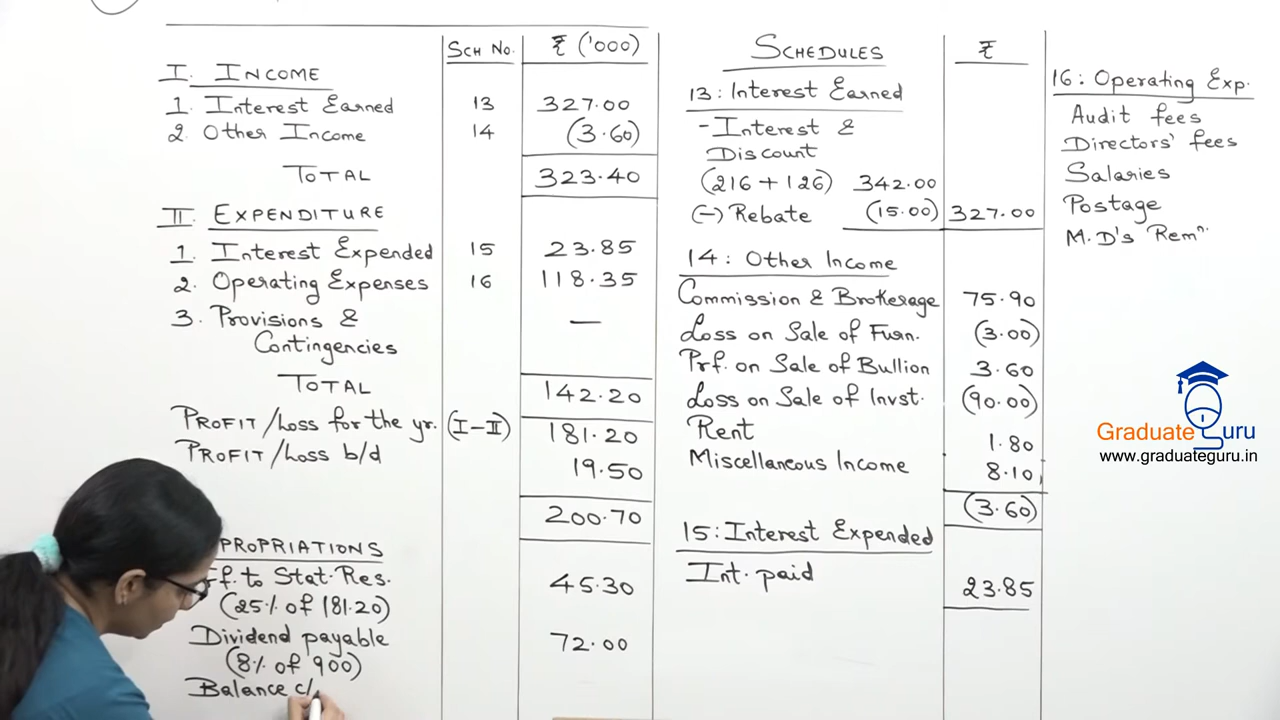 SCH NO. ₹ ('000)
I. INCOME
1. Interest Earned 13 327.00
2. Other Income 14 (3.60)
TOTAL 323.40
II. EXPENDITURE
1. Interest Expended 15 23.85
2. Operating Expenses 16 118.35
3. Provisions & —
Contingencies
TOTAL 142.20
PROFIT/Loss for the yr. (I-II) 181.20
PROFIT/Loss b/d 19.50
200.70
PROPRIATIONS
f. to Stat. Res. 45.30
(25% of 181.20)
Dividend payable 72.00
(8% of 900)
Balance c/
SCHEDULES ₹
13: Interest Earned
- Interest &
Discount
(216 + 126) 342.00
(-) Rebate (15.00) 327.00
14: Other Income
Commission & Brokerage 75.90
Loss on Sale of Furn. (3.00)
Prf. on Sale of Bullion 3.60
Loss on Sale of Invst. (90.00)
Rent 1.80
Miscellaneous Income 8.10
(3.60)
15: Interest Expended
Int. paid 23.85
16: Operating Exp.
Audit fees
Directors' fees
Salaries
Postage
M.D's Remⁿ.
Graduate Guru
www.graduateguru.in